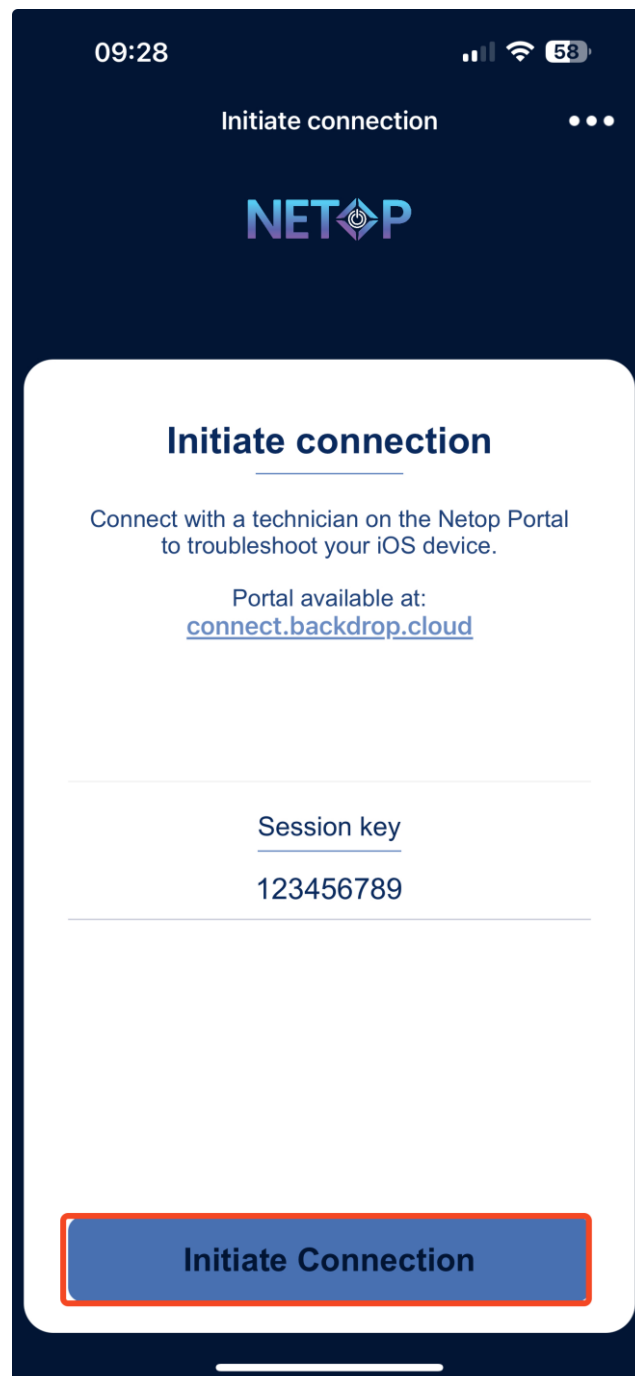 09:28
58
Initiate connection
NETOP
Initiate connection
Connect with a technician on the Netop Portal
to troubleshoot your iOS device.
Portal available at:
connect.backdrop.cloud
Session key
123456789
Initiate Connection